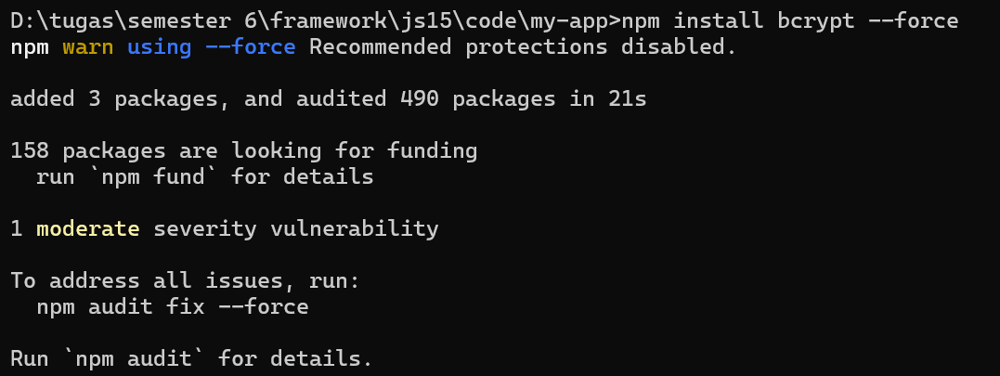 D:\tugas\semester 6\framework\js15\code\my-app>npm install bcrypt --force
npm warn using --force Recommended protections disabled.
added 3 packages, and audited 490 packages in 21s
158 packages are looking for funding
  run `npm fund` for details
1 moderate severity vulnerability
To address all issues, run:
  npm audit fix --force
Run `npm audit` for details.